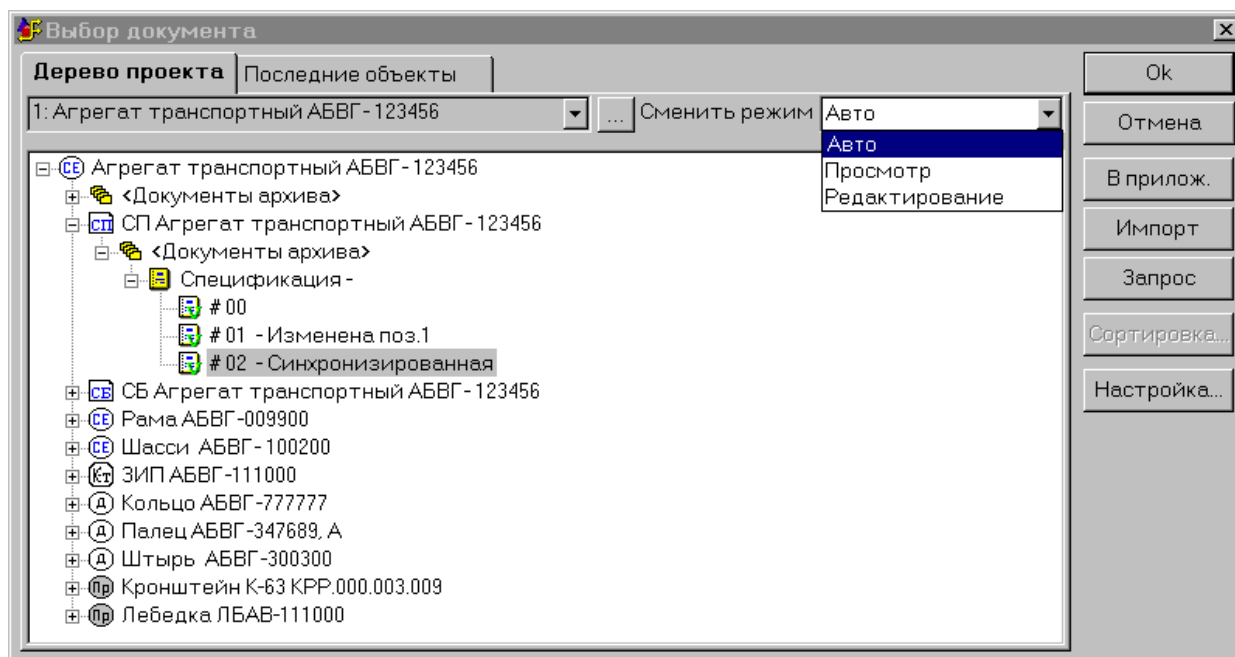 Выбор документа
Дерево проекта Последние объекты
1: Агрегат транспортный АБВГ-123456 ... Сменить режим Авто
Авто
Просмотр
Редактирование
Агрегат транспортный АБВГ-123456
<Документы архива>
СП Агрегат транспортный АБВГ-123456
<Документы архива>
Спецификация -
# 00
# 01 - Изменена поз.1
# 02 - Синхронизированная
СБ Агрегат транспортный АБВГ-123456
Рама АБВГ-009900
Шасси АБВГ-100200
ЗИП АБВГ-111000
Кольцо АБВГ-777777
Палец АБВГ-347689, А
Штырь АБВГ-300300
Кронштейн К-63 КРР.000.003.009
Лебедка ЛБАВ-111000
Ok
Отмена
В прилож.
Импорт
Запрос
Сортировка...
Настройка...